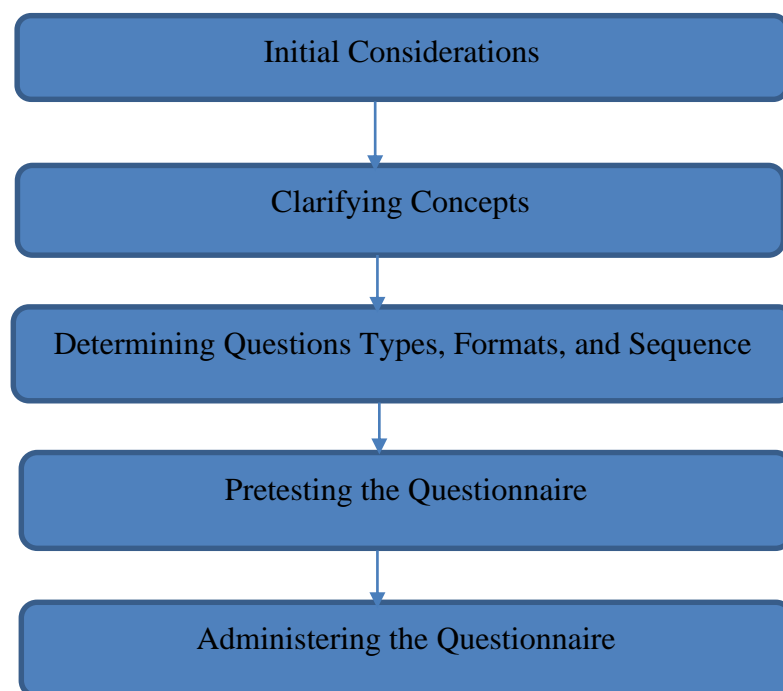 Initial Considerations
Clarifying Concepts
Determining Questions Types, Formats, and Sequence
Pretesting the Questionnaire
Administering the Questionnaire